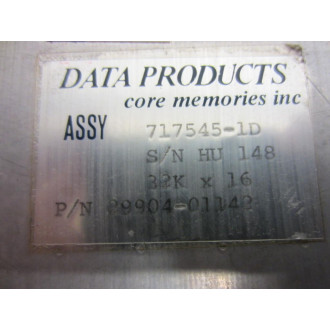 DATA PRODUCTS
core memories inc
ASSY 717545-1D
S/N HU 148
32K x 16
P/N